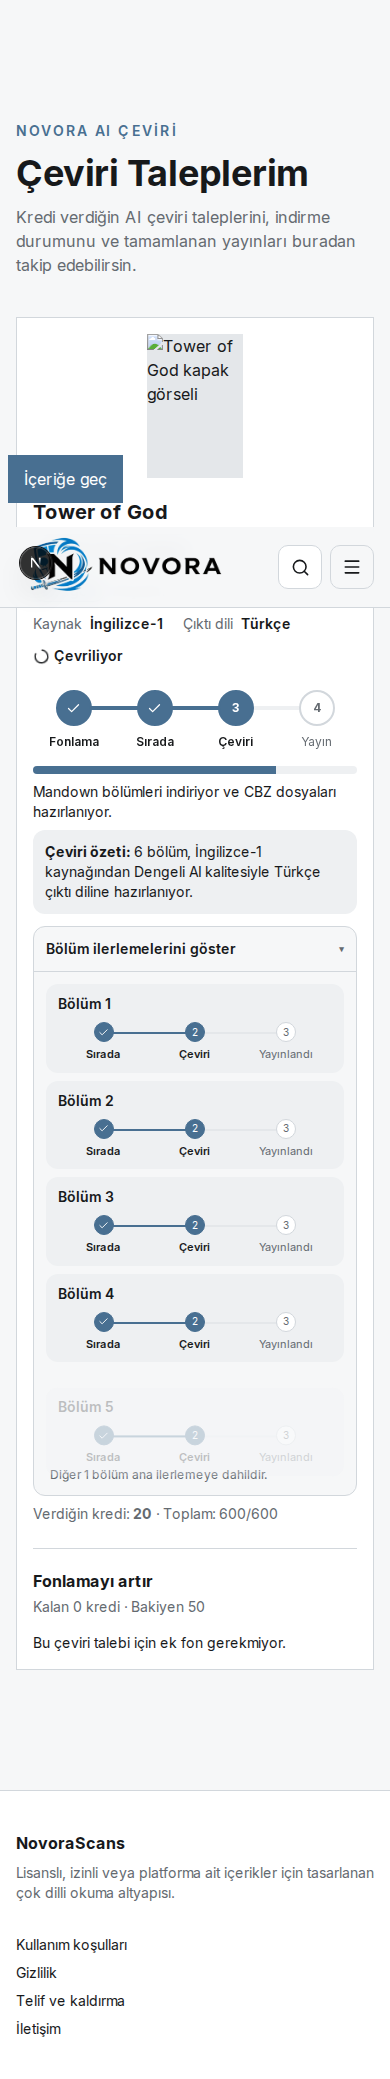 NOVORA AI ÇEVİRİ
Çeviri Taleplerim
Kredi verdiğin AI çeviri taleplerini, indirme
durumunu ve tamamlanan yayınları buradan
takip edebilirsin.
Tower of
God kapak
görseli
İçeriğe geç
Tower of God
N
N NOVORA
Kaynak İngilizce-1 Çıktı dili Türkçe
Çevriliyor
3
4
Fonlama Sırada Çeviri Yayın
Mandown bölümleri indiriyor ve CBZ dosyaları
hazırlanıyor.
Çeviri özeti: 6 bölüm, İngilizce-1
kaynağından Dengeli AI kalitesiyle Türkçe
çıktı diline hazırlanıyor.
Bölüm ilerlemelerini göster
Bölüm 1
2
3
Sırada Çeviri Yayınlandı
Bölüm 2
2
3
Sırada Çeviri Yayınlandı
Bölüm 3
2
3
Sırada Çeviri Yayınlandı
Bölüm 4
2
3
Sırada Çeviri Yayınlandı
Bölüm 5
2
3
Sırada Çeviri Yayınlandı
Diğer 1 bölüm ana ilerlemeye dahildir.
Verdiğin kredi: 20 · Toplam: 600/600
Fonlamayı artır
Kalan 0 kredi · Bakiyen 50
Bu çeviri talebi için ek fon gerekmiyor.
NovoraScans
Lisanslı, izinli veya platforma ait içerikler için tasarlanan
çok dilli okuma altyapısı.
Kullanım koşulları
Gizlilik
Telif ve kaldırma
İletişim